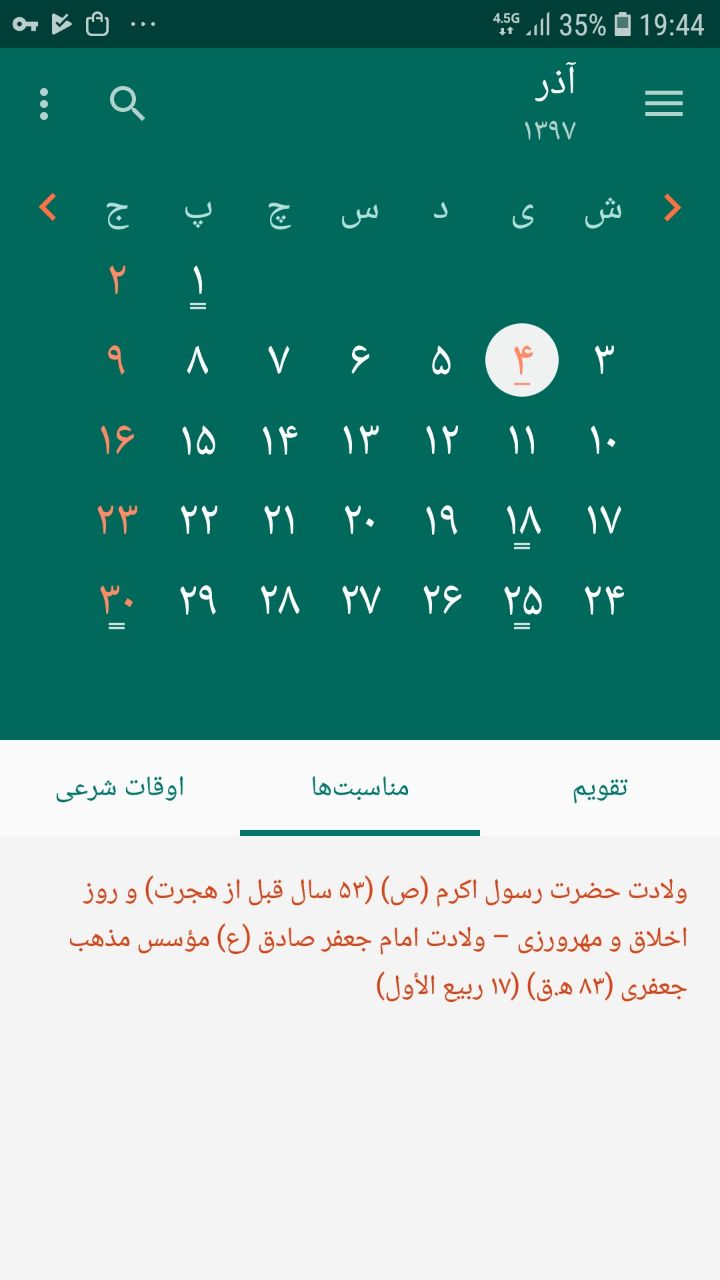 4.5G 35% 19:44
آذر
۱۳۹۷
ش ی د س چ پ ج
۱ ۲
۳ ۴ ۵ ۶ ۷ ۸ ۹
۱۰ ۱۱ ۱۲ ۱۳ ۱۴ ۱۵ ۱۶
۱۷ ۱۸ ۱۹ ۲۰ ۲۱ ۲۲ ۲۳
۲۴ ۲۵ ۲۶ ۲۷ ۲۸ ۲۹ ۳۰
تقویم مناسبت‌ها اوقات شرعی
ولادت حضرت رسول اکرم (ص) (۵۳ سال قبل از هجرت) و روز
اخلاق و مهرورزی – ولادت امام جعفر صادق (ع) مؤسس مذهب
جعفری (۸۳ ه.ق) (۱۷ ربیع الأول)